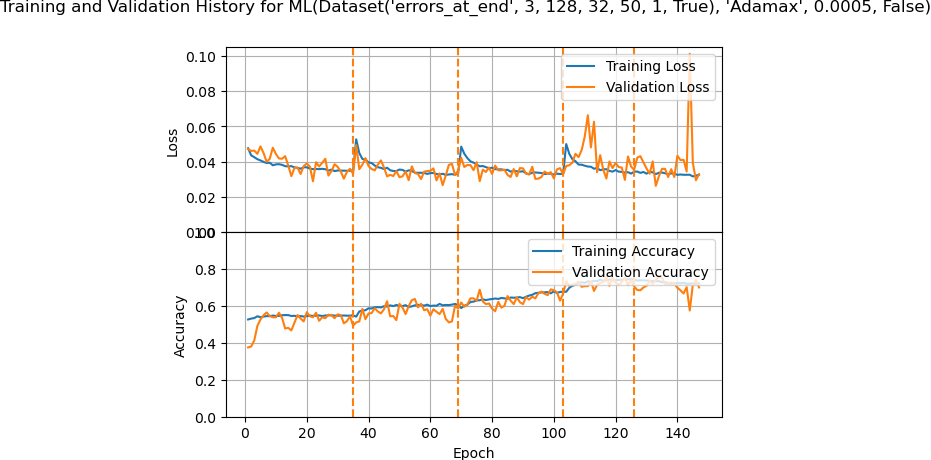 Training and Validation History for ML(Dataset('errors_at_end', 3, 128, 32, 50, 1, True), 'Adamax', 0.0005, False)
0.10
0.08
0.06
0.04
0.02
0.00
Loss
Training Loss
Validation Loss
1.0
0.8
0.6
0.4
0.2
0.0
Accuracy
Training Accuracy
Validation Accuracy
0 20 40 60 80 100 120 140
Epoch